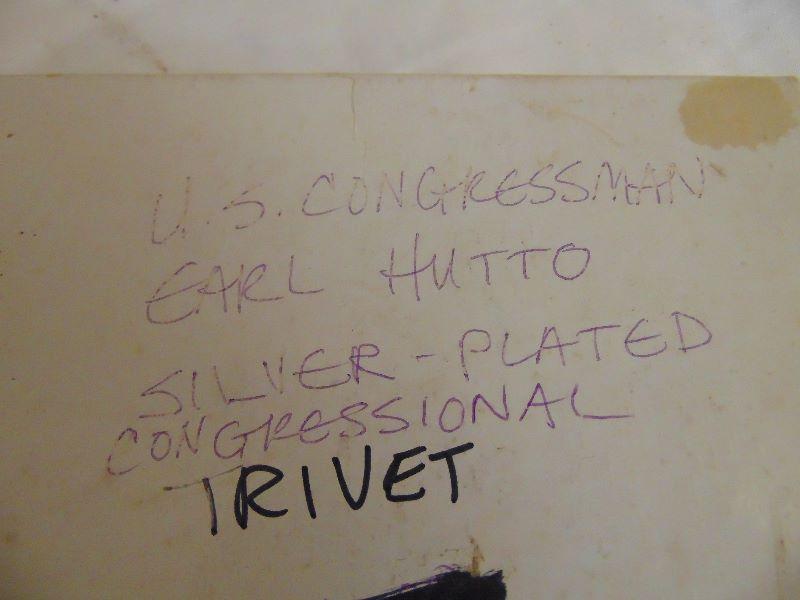 U.S. CONGRESSMAN
EARL HUTTO
SILVER-PLATED
CONGRESSIONAL
TRIVET